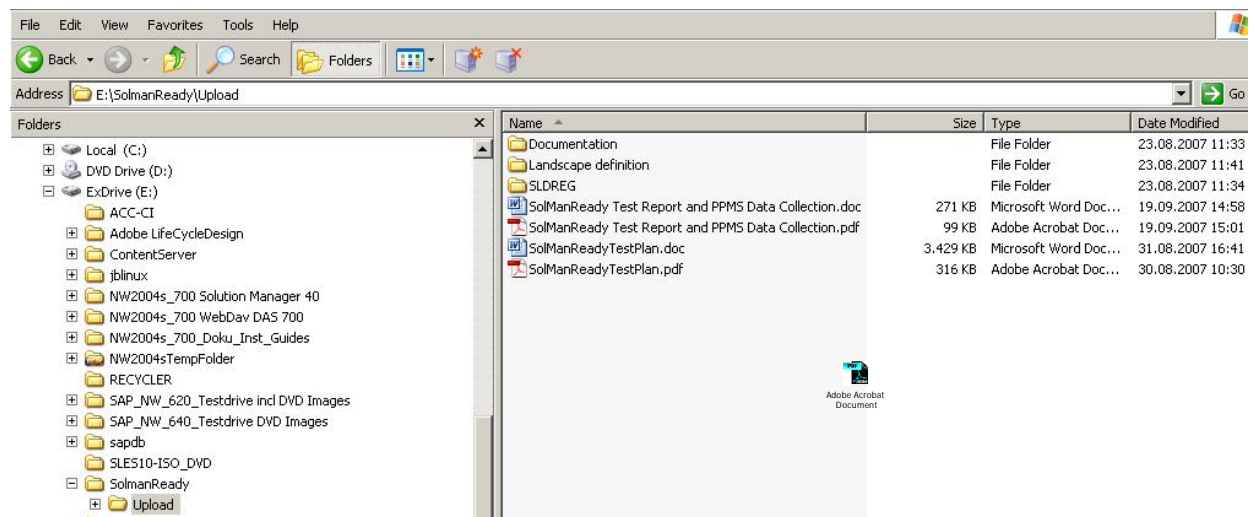 File Edit View Favorites Tools Help
Back Search Folders
Address E:\SolmanReady\Upload Go
Folders x
Local (C:)
DVD Drive (D:)
ExDrive (E:)
ACC-CI
Adobe LifeCycleDesign
ContentServer
jblinux
NW2004s_700 Solution Manager 40
NW2004s_700 WebDav DAS 700
NW2004s_700_Doku_Inst_Guides
NW2004sTempFolder
RECYCLER
SAP_NW_620_Testdrive incl DVD Images
SAP_NW_640_Testdrive DVD Images
sapdb
SLES10-ISO_DVD
SolmanReady
Upload
Name Size Type Date Modified
Documentation File Folder 23.08.2007 11:33
Landscape definition File Folder 23.08.2007 11:41
SLDREG File Folder 23.08.2007 11:34
SolManReady Test Report and PPMS Data Collection.doc 271 KB Microsoft Word Doc... 19.09.2007 14:58
SolManReady Test Report and PPMS Data Collection.pdf 99 KB Adobe Acrobat Doc... 19.09.2007 15:01
SolManReadyTestPlan.doc 3.429 KB Microsoft Word Doc... 31.08.2007 16:41
SolManReadyTestPlan.pdf 316 KB Adobe Acrobat Doc... 30.08.2007 10:30
PDF
Adobe Acrobat
Document